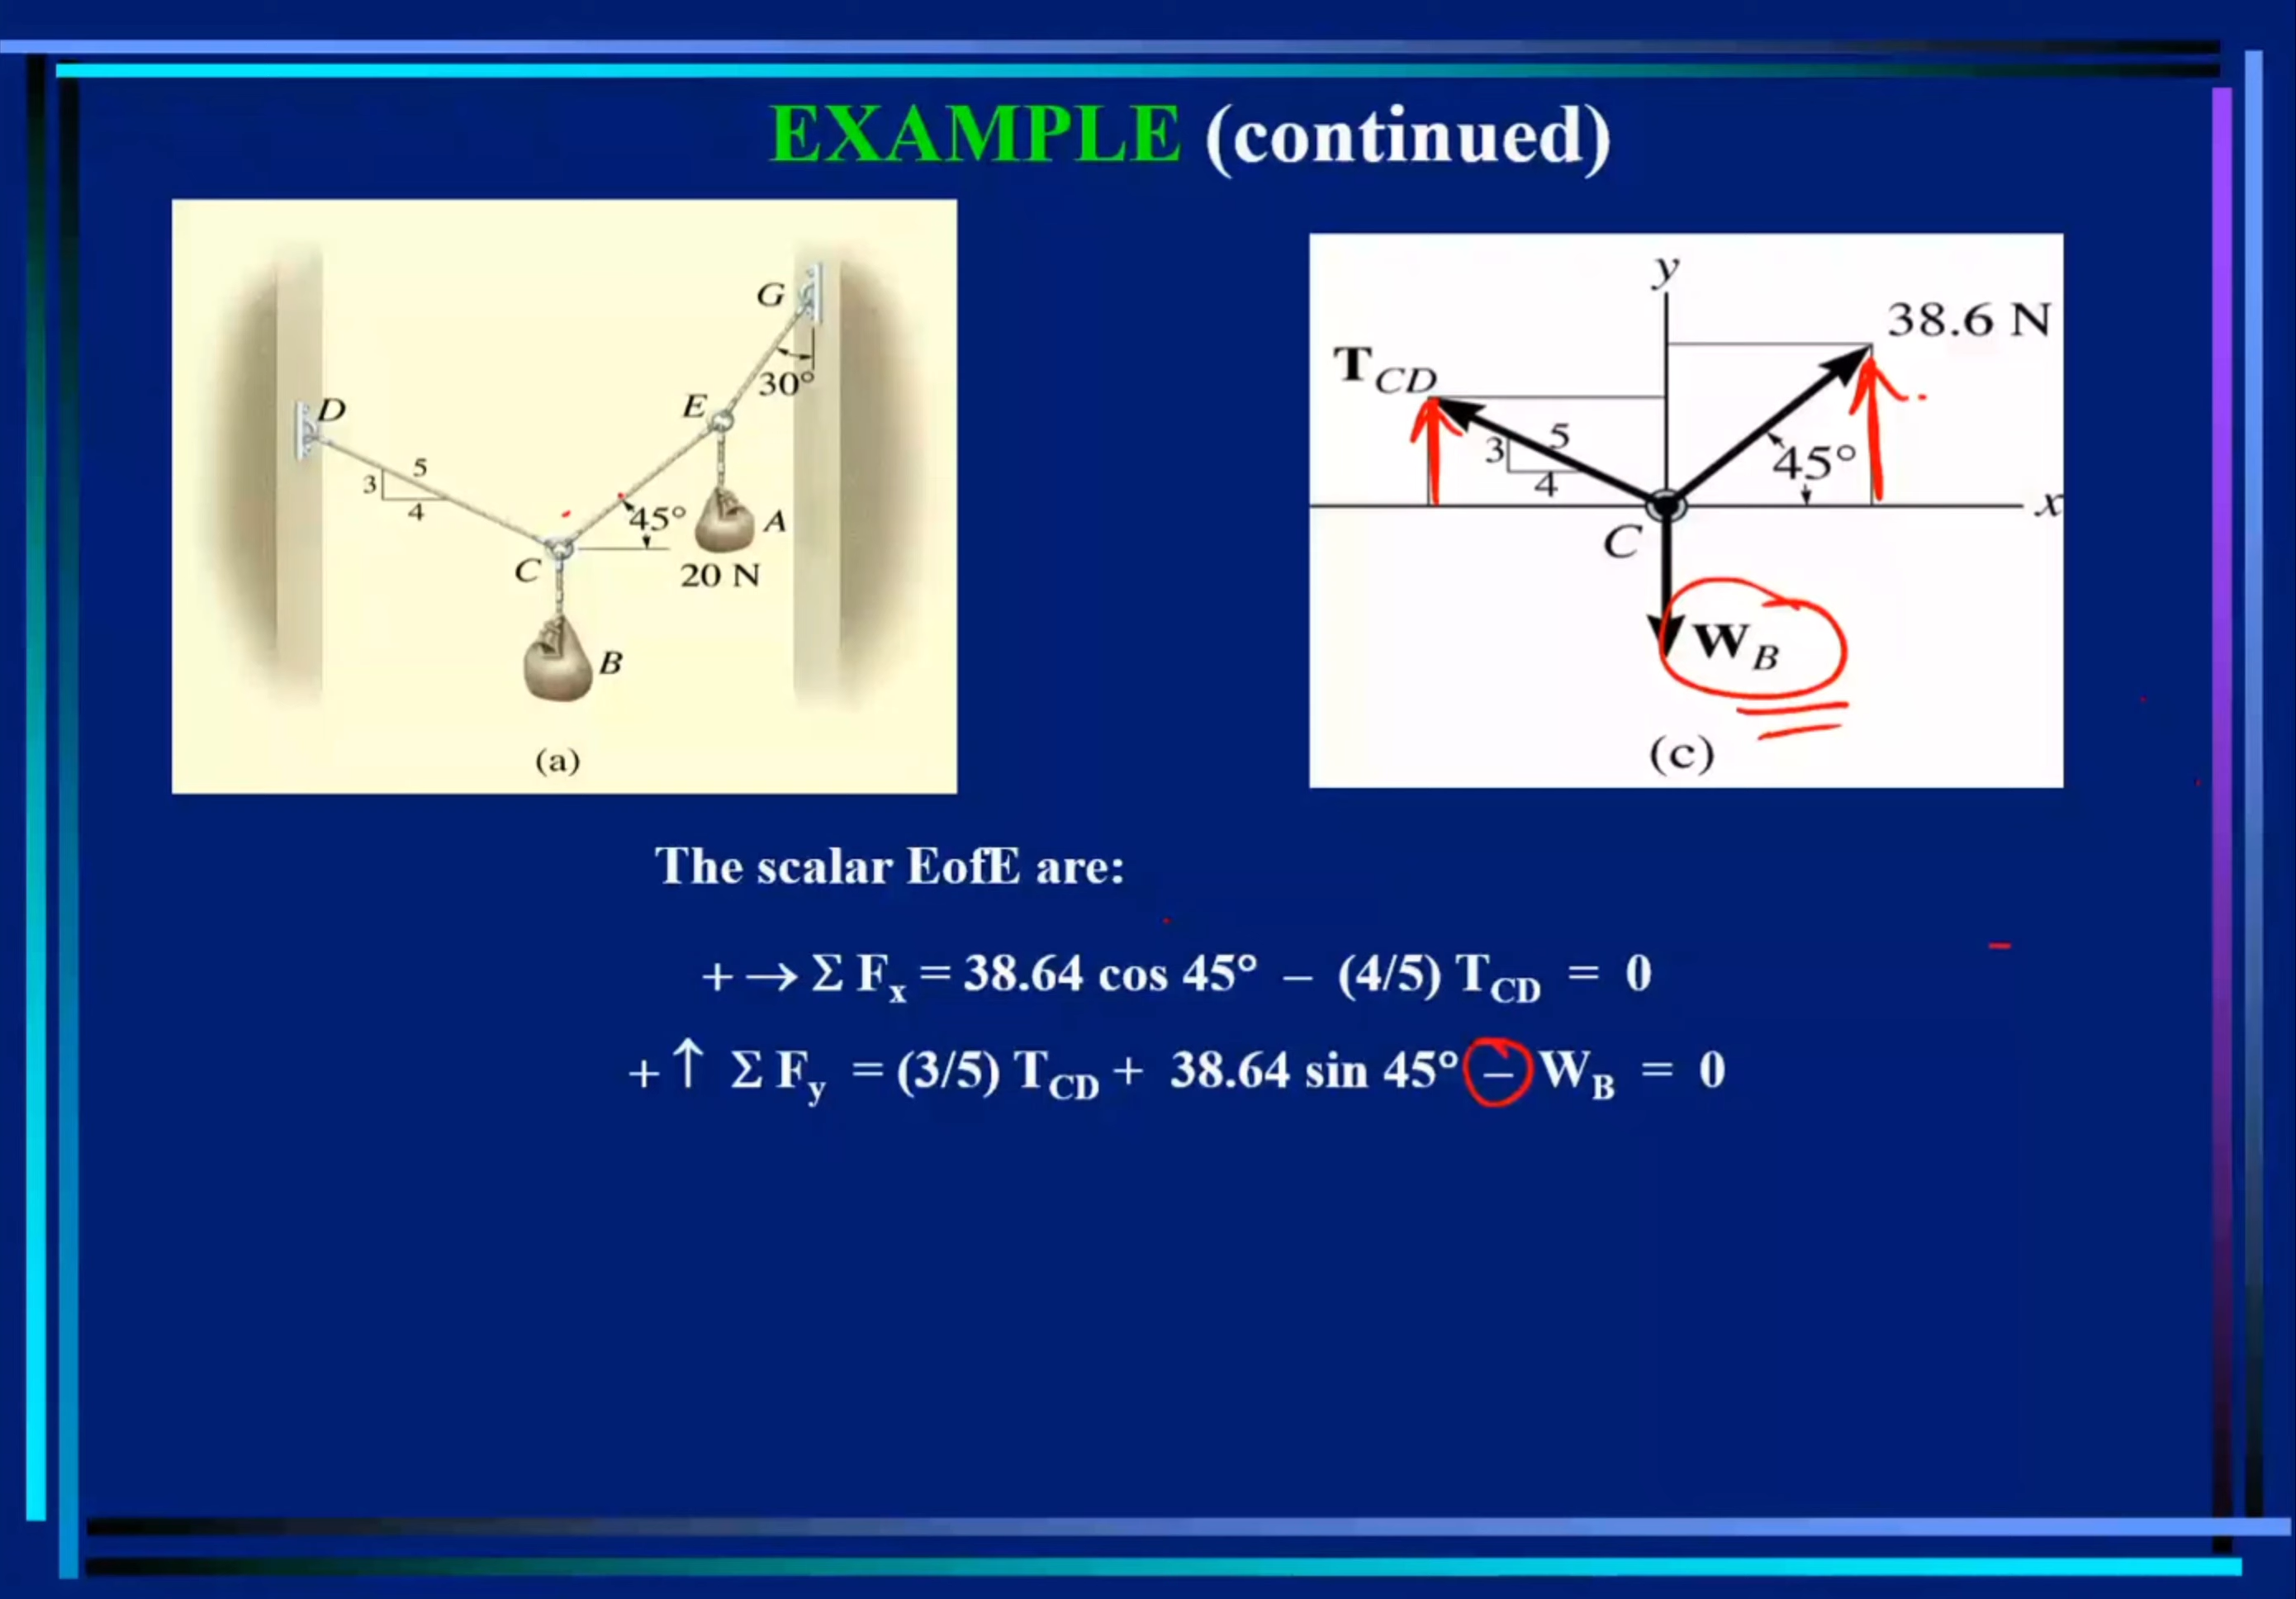 EXAMPLE (continued)
G
30°
E
D
5
3
4
45°
A
C
20 N
B
(a)
y
38.6 N
T_CD
5
3
4
45°
x
C
W_B
(c)
The scalar EofE are:
+ → Σ F_x = 38.64 cos 45° – (4/5) T_CD = 0
+ ↑ Σ F_y = (3/5) T_CD + 38.64 sin 45° – W_B = 0